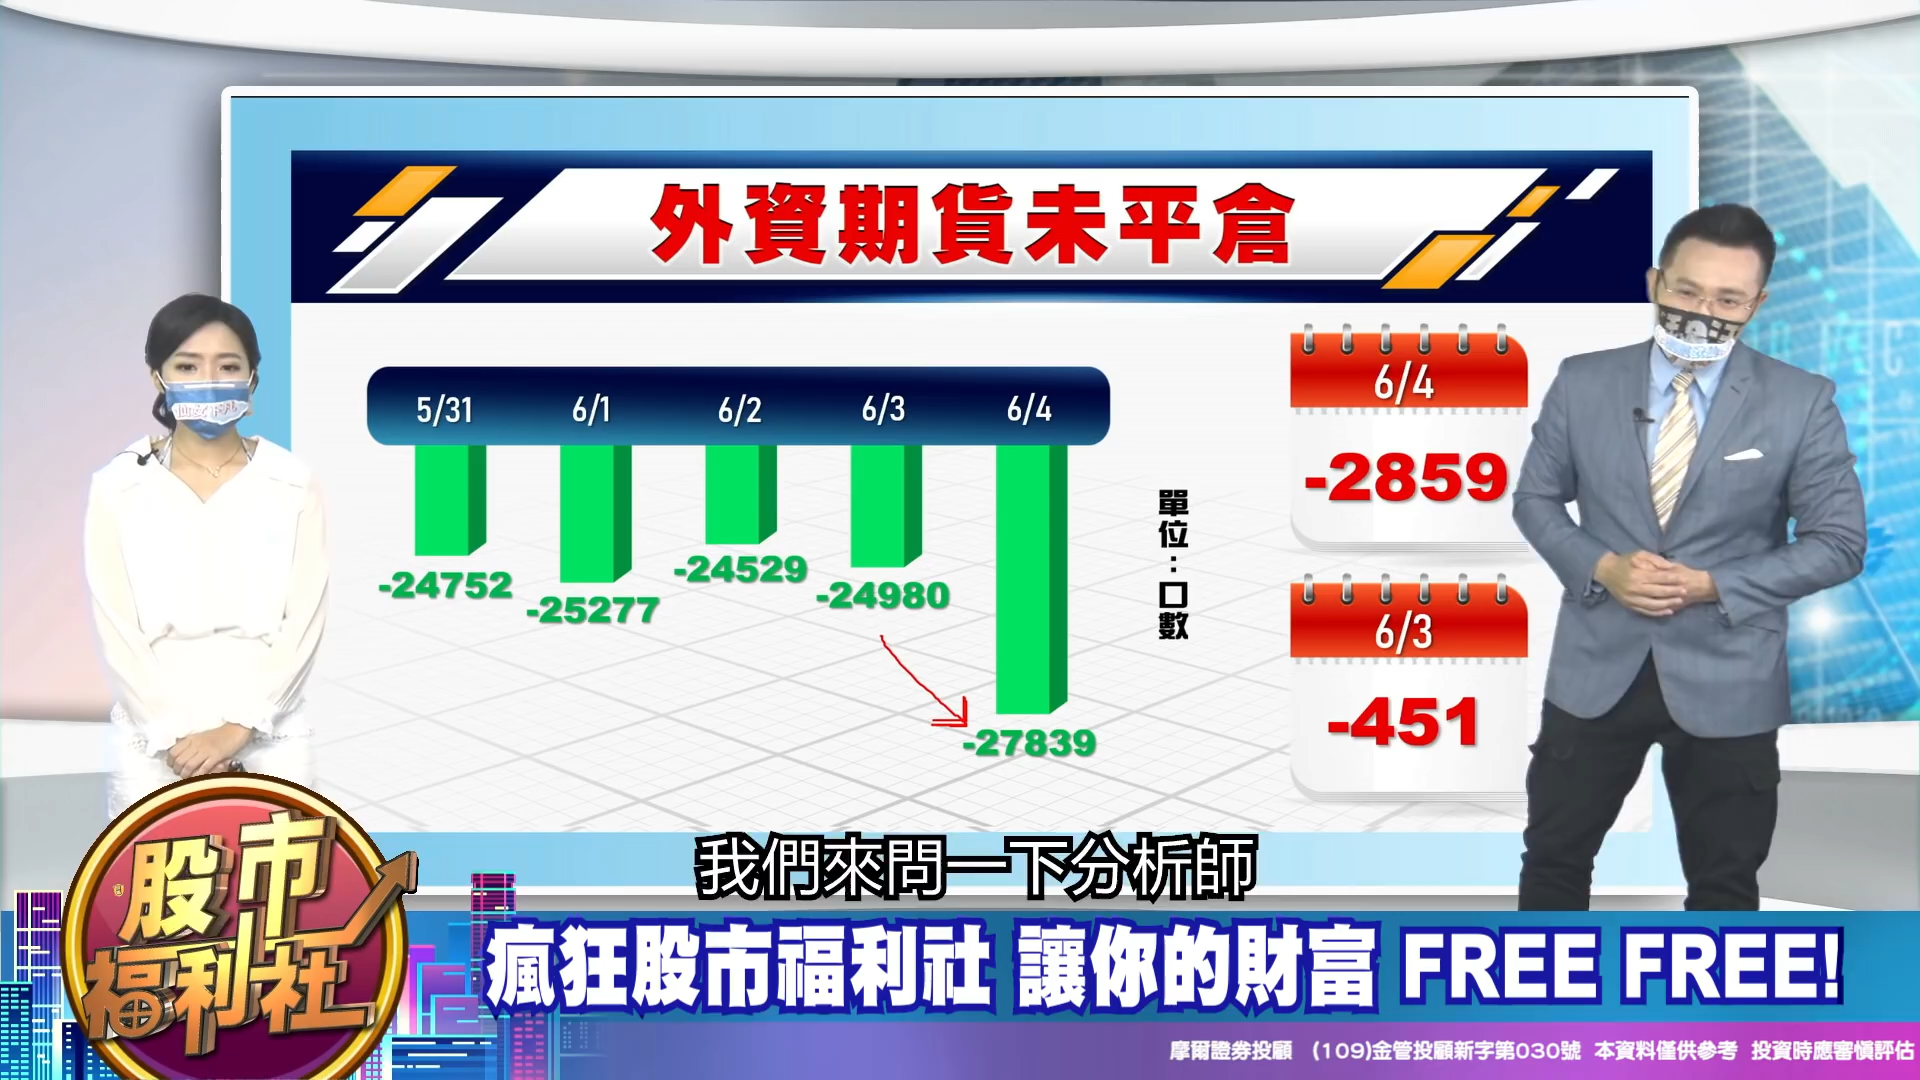 外資期貨未平倉
5/31 6/1 6/2 6/3 6/4
-24752 -25277 -24529 -24980 -27839
單位：口數
6/4
-2859
6/3
-451
我們來問一下分析師
股市
福利社
瘋狂股市福利社 讓你的財富 FREE FREE!
摩爾證券投顧 (109)金管投顧新字第030號 本資料僅供參考 投資時應審慎評估